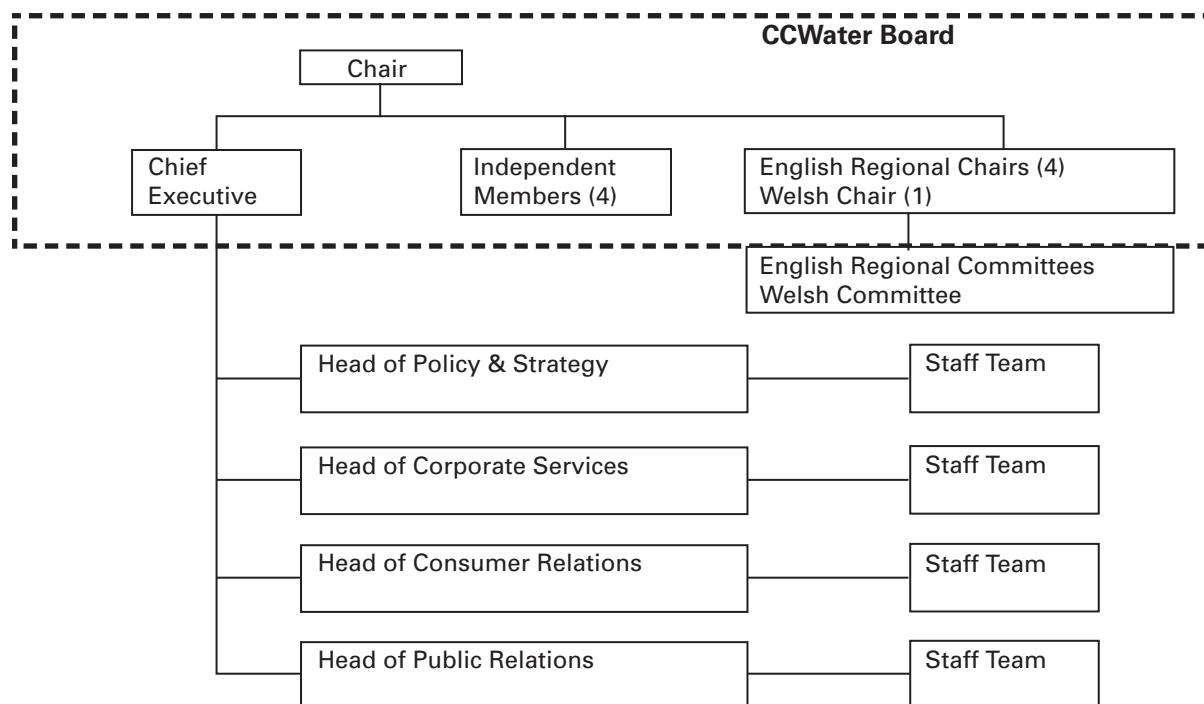 CCWater Board
Chair
Chief
Executive
Independent
Members (4)
English Regional Chairs (4)
Welsh Chair (1)
English Regional Committees
Welsh Committee
Head of Policy & Strategy
Staff Team
Head of Corporate Services
Staff Team
Head of Consumer Relations
Staff Team
Head of Public Relations
Staff Team